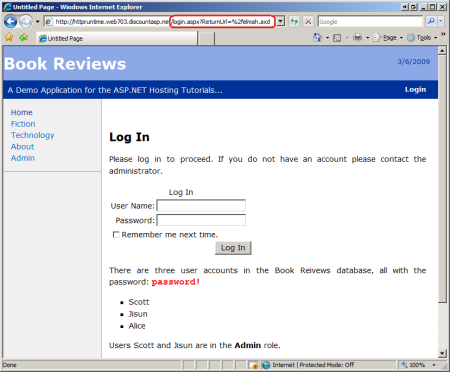 Untitled Page - Windows Internet Explorer
http://httpruntime.web703.discountasp.net/login.aspx?ReturnUrl=%2felmah.axd
Google
Untitled Page
Page
Tools
Book Reviews
3/6/2009
A Demo Application for the ASP.NET Hosting Tutorials...
Login
Home
Fiction
Technology
About
Admin
Log In
Please log in to proceed. If you do not have an account please contact the
administrator.
Log In
User Name:
Password:
Remember me next time.
Log In
There are three user accounts in the Book Reivews database, all with the
password: password!
Scott
Jisun
Alice
Users Scott and Jisun are in the Admin role.
Done
Internet | Protected Mode: Off
100%